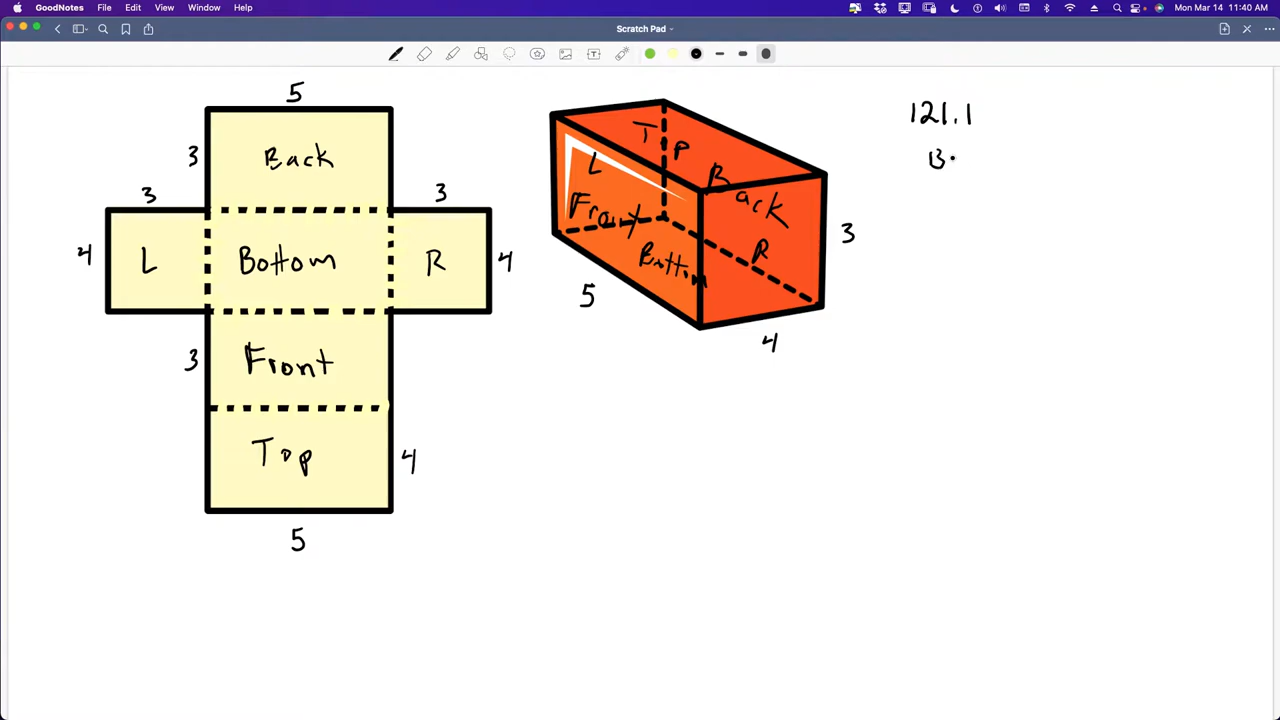 GoodNotes File Edit View Window Help
Mon Mar 14 11:40 AM
Scratch Pad
5
3
Back
3
3
4
L
Bottom
R
4
3
Front
Top
4
5
Top
L
Back
Front
R
Bottom
3
5
4
121.1
B.